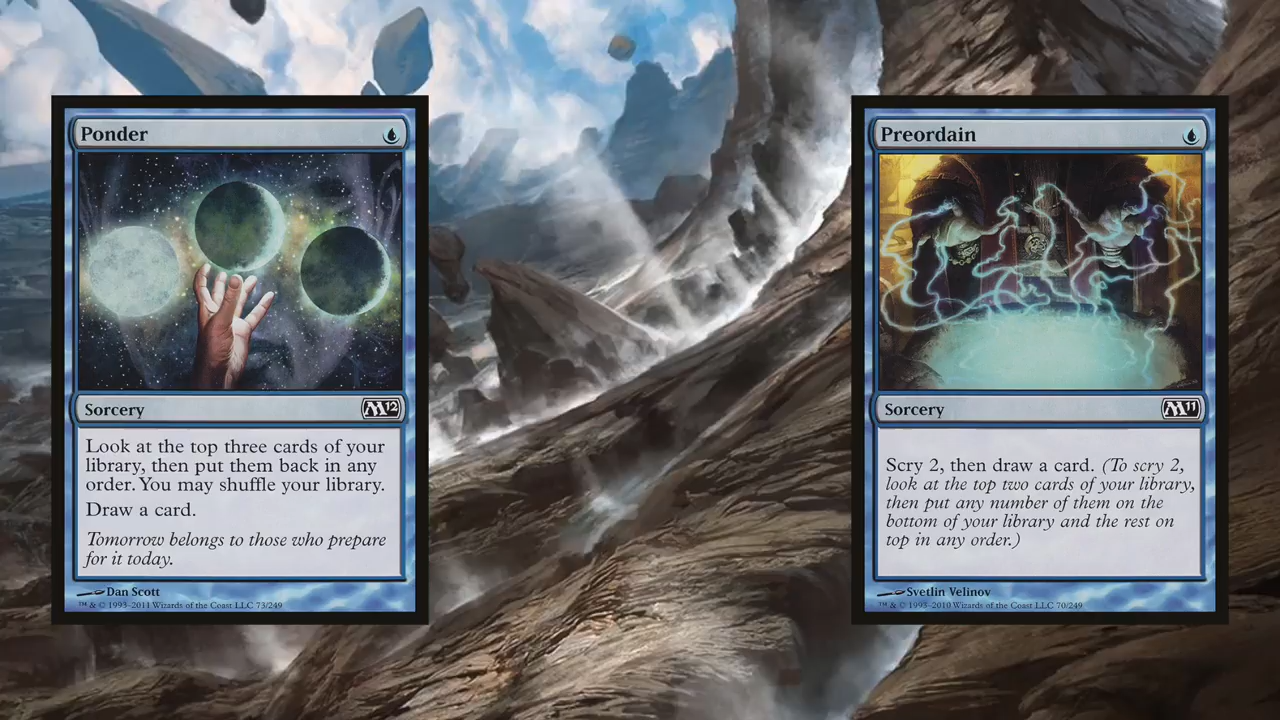 Ponder
Sorcery
M12
Look at the top three cards of your
library, then put them back in any
order. You may shuffle your library.
Draw a card.
Tomorrow belongs to those who prepare
for it today.
Dan Scott
™ & © 1993–2011 Wizards of the Coast LLC 73/249
Preordain
Sorcery
M11
Scry 2, then draw a card. (To scry 2,
look at the top two cards of your library,
then put any number of them on the
bottom of your library and the rest on
top in any order.)
Svetlin Velinov
™ & © 1993–2010 Wizards of the Coast LLC 70/249